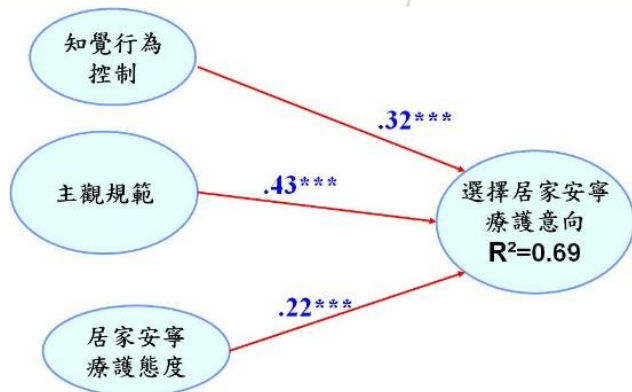 知覺行為
控制
.32***
主觀規範
.43***
選擇居家安寧
療護意向
R²=0.69
.22***
居家安寧
療護態度